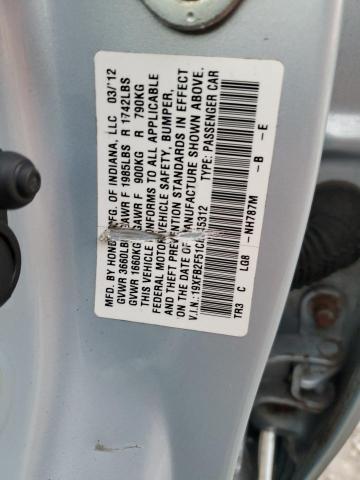 MFD. BY HONDA MFG. OF INDIANA, LLC 03/'12
GVWR 3660LBS GAWR F 1985LBS R 1742LBS
GVWR 1660KG GAWR F 900KG R 790KG
THIS VEHICLE CONFORMS TO ALL APPLICABLE
FEDERAL MOTOR VEHICLE SAFETY, BUMPER,
AND THEFT PREVENTION STANDARDS IN EFFECT
ON THE DATE OF MANUFACTURE SHOWN ABOVE.
V.I.N.: TYPE: PASSENGER CAR
TR3 C LG8 -NH787M -B -E